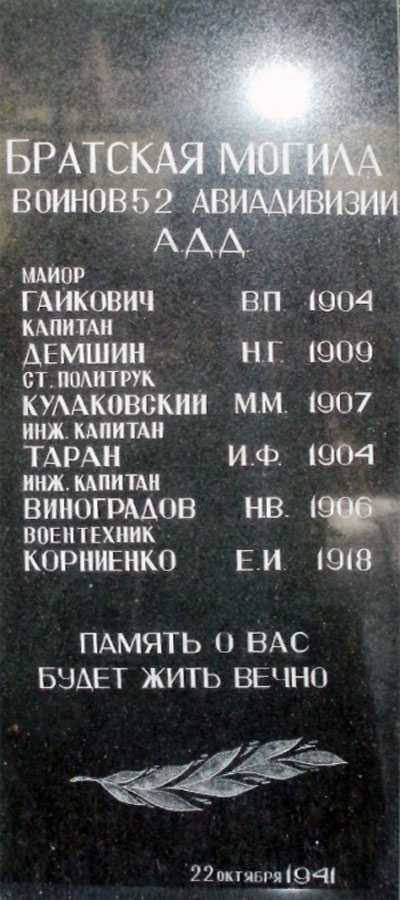 БРАТСКАЯ МОГИЛА
ВОИНОВ 52 АВИАДИВИЗИИ
А.Д.Д.
МАЙОР
ГАЙКОВИЧ В.П. 1904
КАПИТАН
ДЕМШИН Н.Г. 1909
СТ. ПОЛИТРУК
КУЛАКОВСКИЙ М.М. 1907
ИНЖ. КАПИТАН
ТАРАН И.Ф. 1904
ИНЖ. КАПИТАН
ВИНОГРАДОВ Н.В. 1906
ВОЕНТЕХНИК
КОРНИЕНКО Е.И. 1918
ПАМЯТЬ О ВАС
БУДЕТ ЖИТЬ ВЕЧНО
22 ОКТЯБРЯ 1941